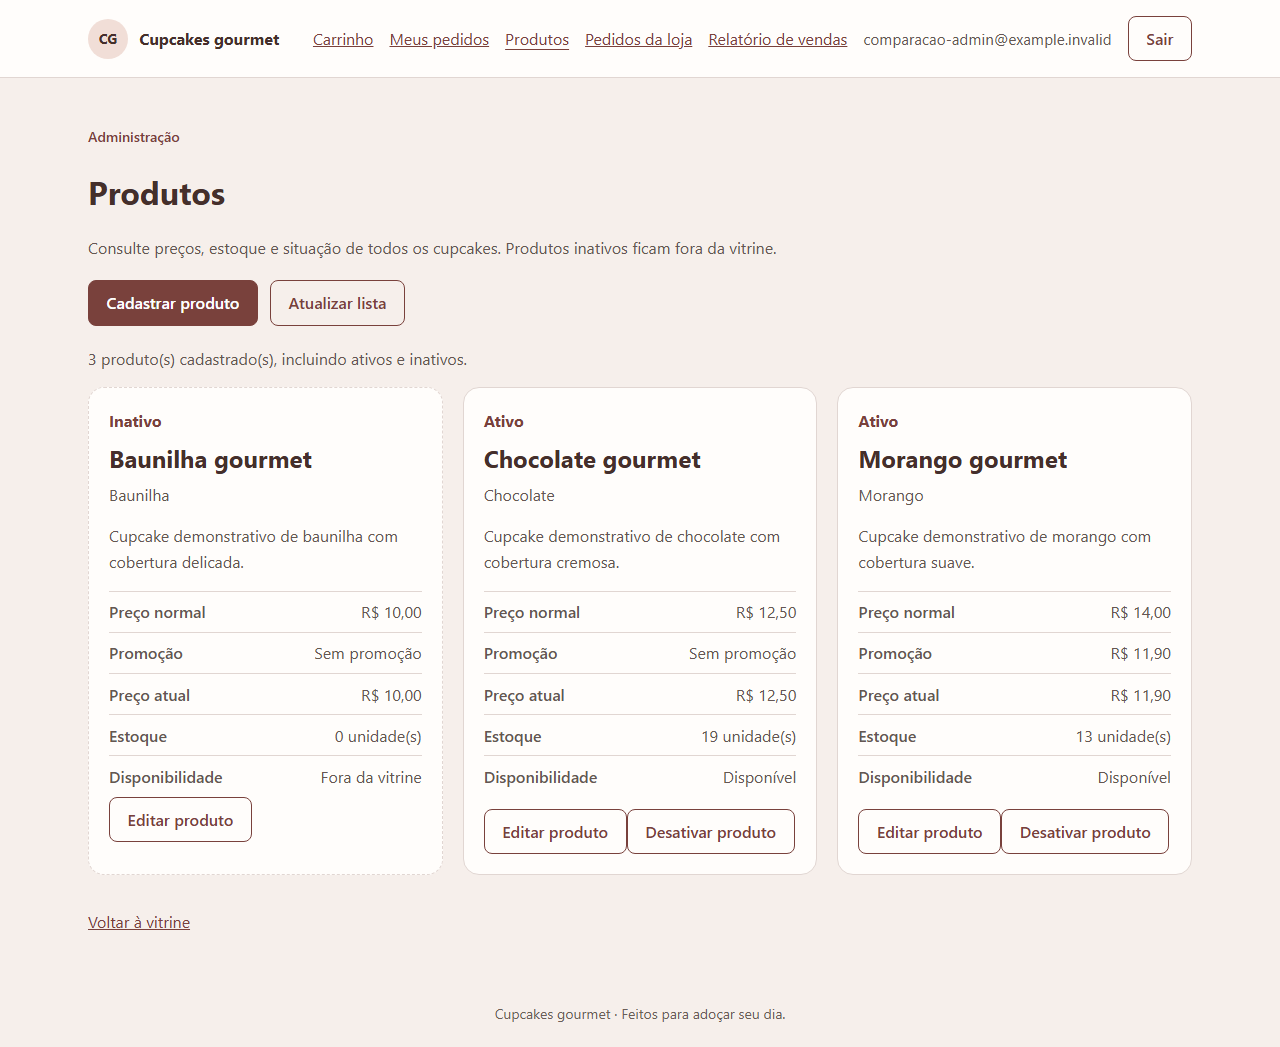 CG Cupcakes gourmet Carrinho Meus pedidos Produtos Pedidos da loja Relatório de vendas comparacao-admin@example.invalid Sair
Administração
Produtos
Consulte preços, estoque e situação de todos os cupcakes. Produtos inativos ficam fora da vitrine.
Cadastrar produto Atualizar lista
3 produto(s) cadastrado(s), incluindo ativos e inativos.
Inativo
Baunilha gourmet
Baunilha
Cupcake demonstrativo de baunilha com
cobertura delicada.
Preço normal R$ 10,00
Promoção Sem promoção
Preço atual R$ 10,00
Estoque 0 unidade(s)
Disponibilidade Fora da vitrine
Editar produto
Ativo
Chocolate gourmet
Chocolate
Cupcake demonstrativo de chocolate com
cobertura cremosa.
Preço normal R$ 12,50
Promoção Sem promoção
Preço atual R$ 12,50
Estoque 19 unidade(s)
Disponibilidade Disponível
Editar produto Desativar produto
Ativo
Morango gourmet
Morango
Cupcake demonstrativo de morango com
cobertura suave.
Preço normal R$ 14,00
Promoção R$ 11,90
Preço atual R$ 11,90
Estoque 13 unidade(s)
Disponibilidade Disponível
Editar produto Desativar produto
Voltar à vitrine
Cupcakes gourmet · Feitos para adoçar seu dia.